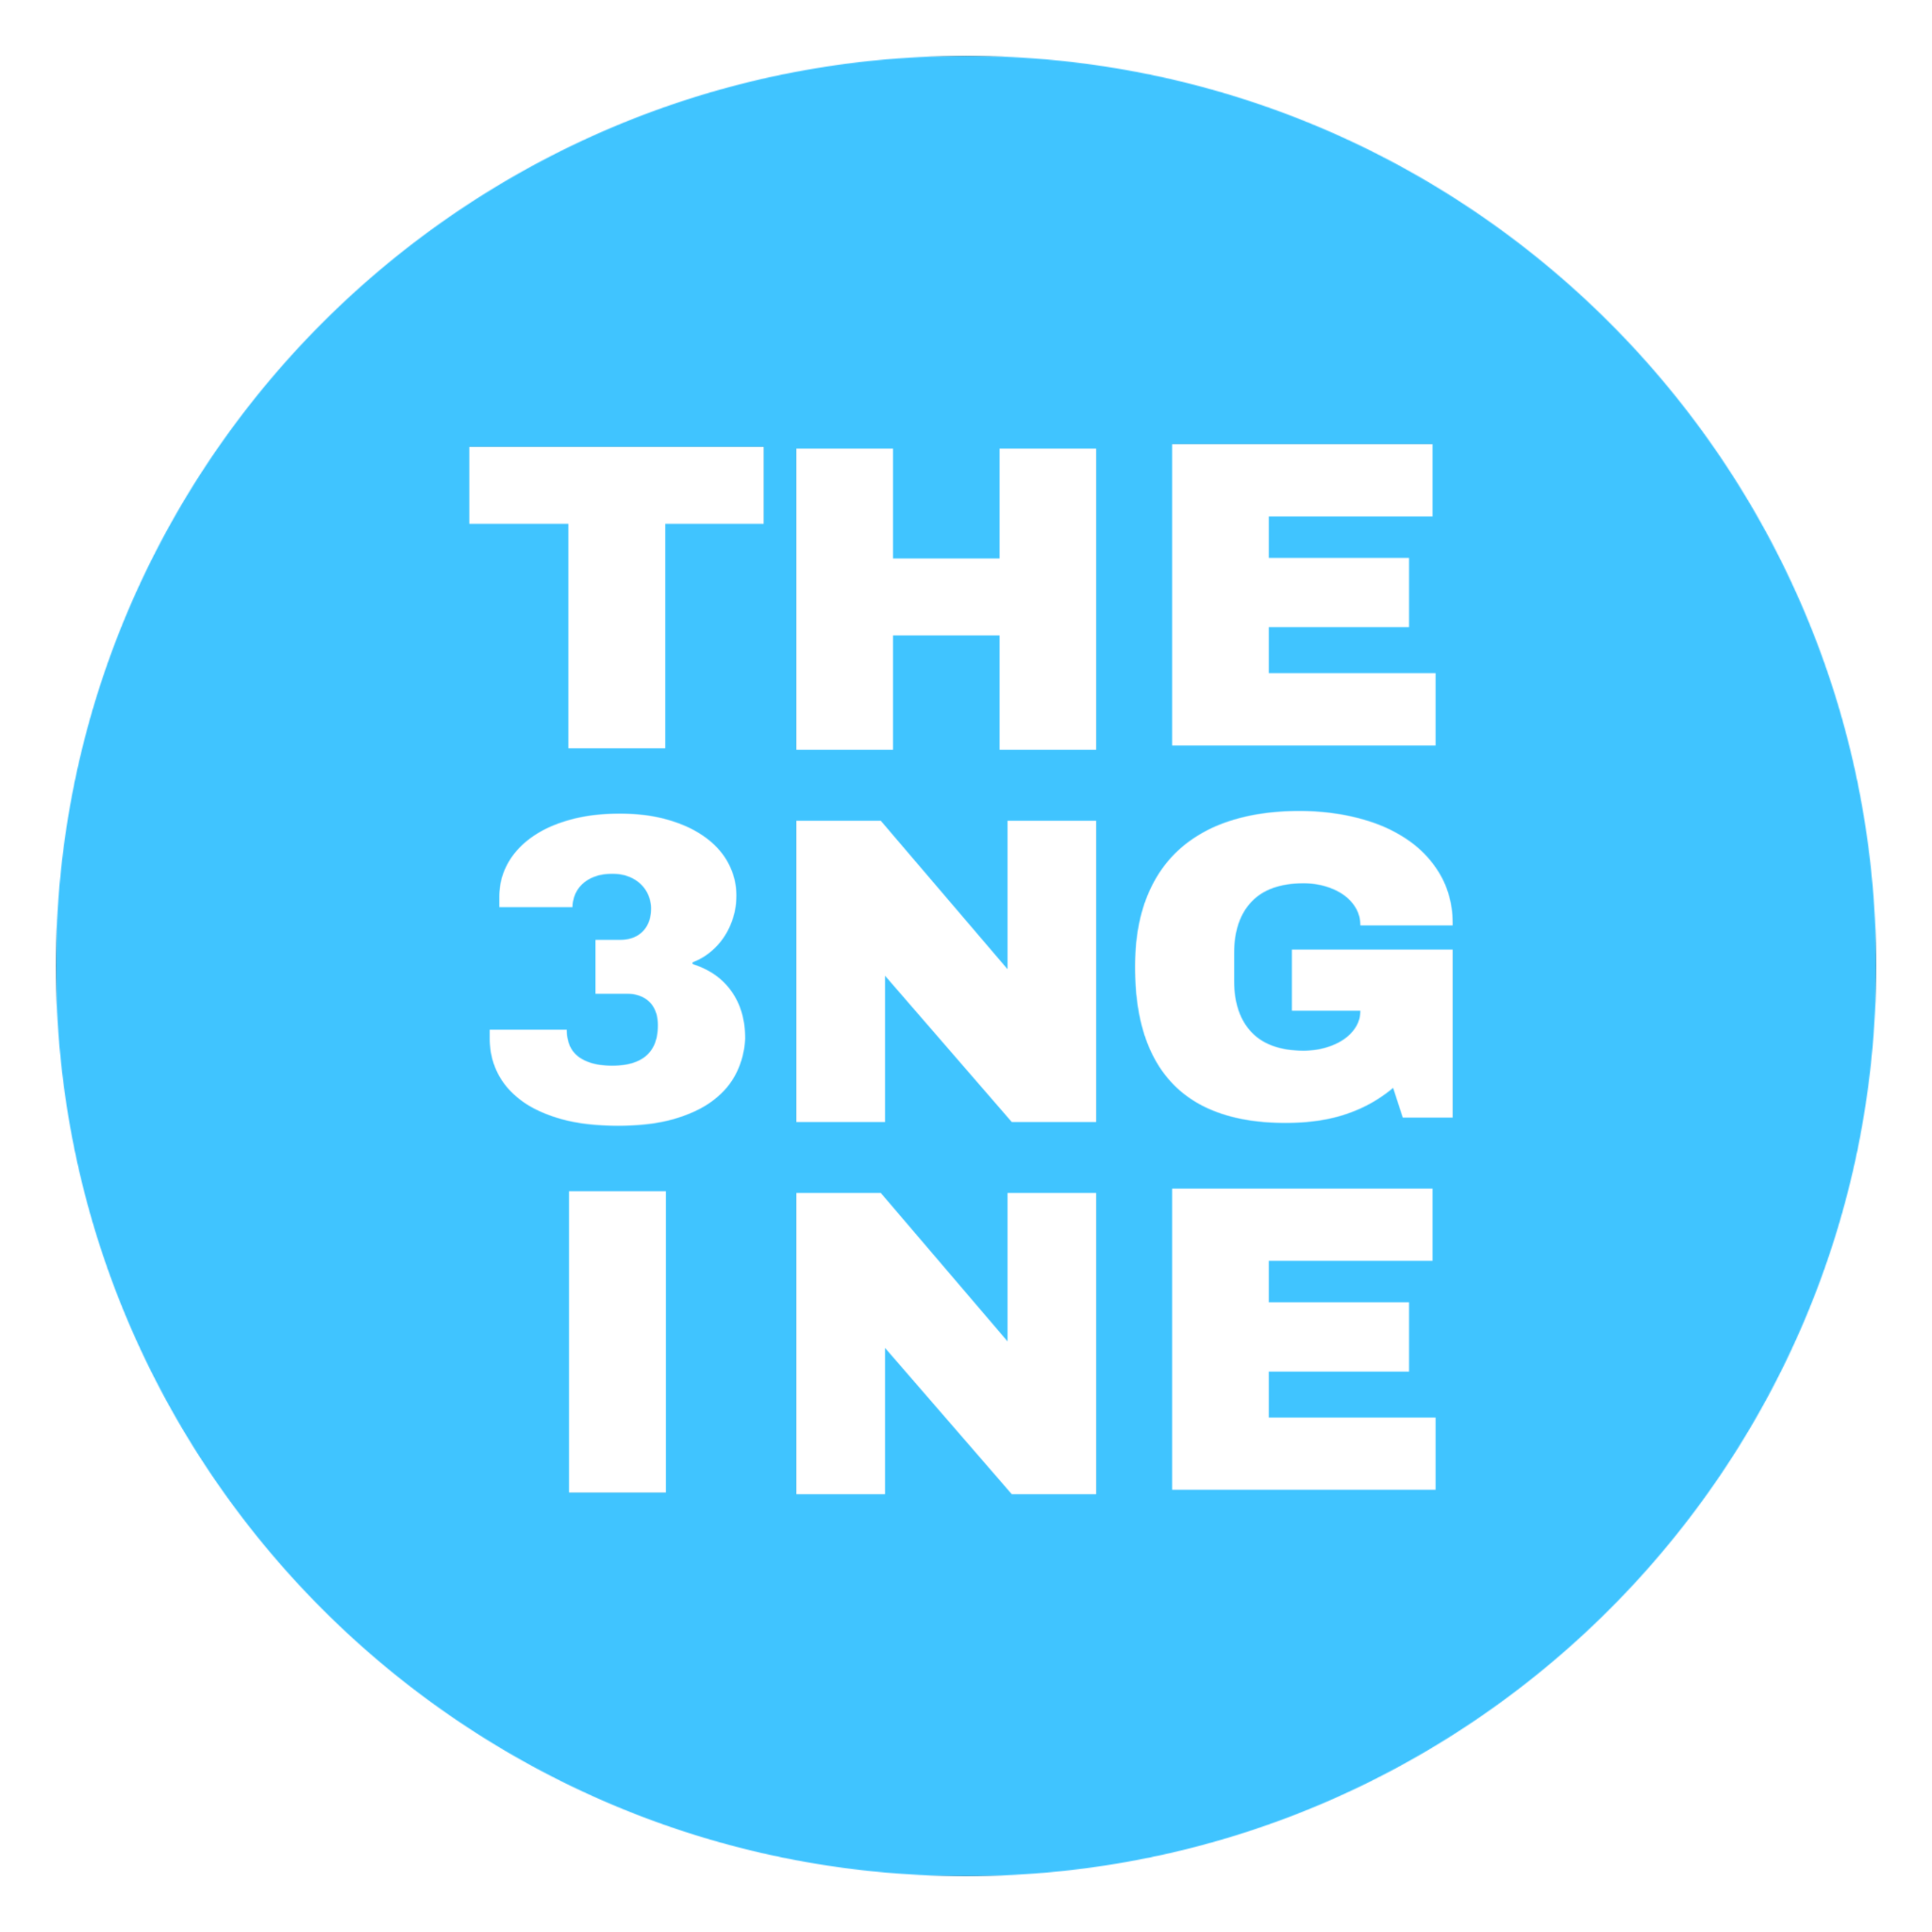 THE
3NG
INE